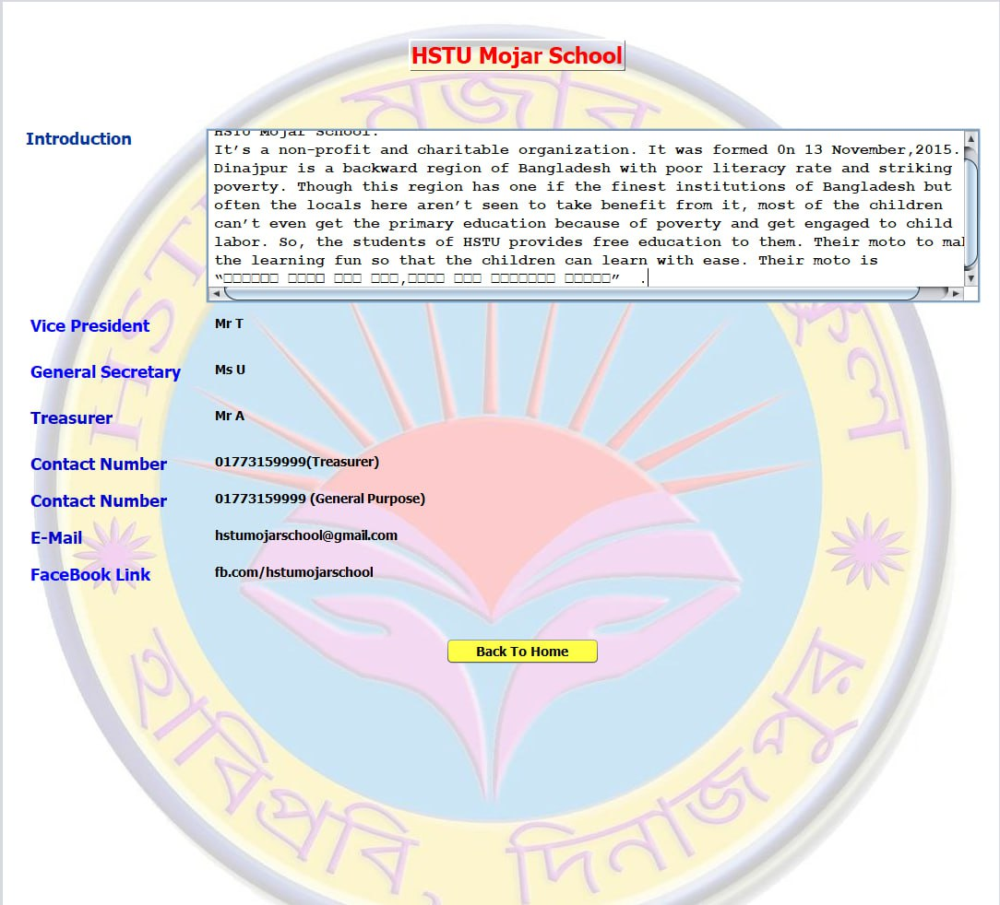 HSTU Mojar School
মজার
HSTU
Introduction
HSTU Mojar School.
It’s a non-profit and charitable organization. It was formed 0n 13 November,2015.
Dinajpur is a backward region of Bangladesh with poor literacy rate and striking
poverty. Though this region has one if the finest institutions of Bangladesh but
often the locals here aren’t seen to take benefit from it, most of the children
can’t even get the primary education because of poverty and get engaged to child
labor. So, the students of HSTU provides free education to them. Their moto to
the learning fun so that the children can learn with ease. Their moto is
Vice President Mr T
General Secretary Ms U
Treasurer Mr A
Contact Number 01773159999(Treasurer)
Contact Number 01773159999 (General Purpose)
E-Mail hstumojarschool@gmail.com
FaceBook Link fb.com/hstumojarschool
Back To Home
হাবিপ্রবি, দিনাজপুর